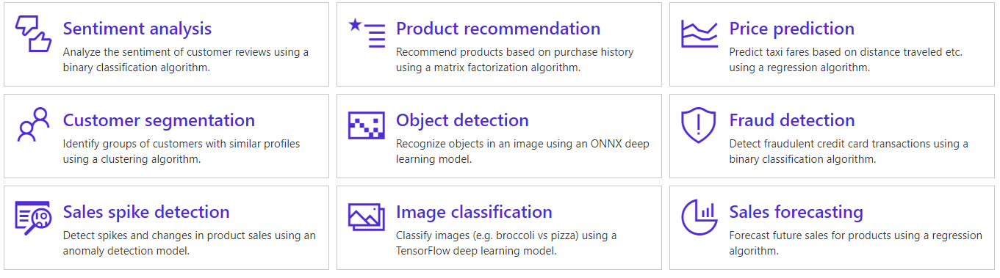 Sentiment analysis
Analyze the sentiment of customer reviews using a
binary classification algorithm.
Product recommendation
Recommend products based on purchase history
using a matrix factorization algorithm.
Price prediction
Predict taxi fares based on distance traveled etc.
using a regression algorithm.
Customer segmentation
Identify groups of customers with similar profiles
using a clustering algorithm.
Object detection
Recognize objects in an image using an ONNX deep
learning model.
Fraud detection
Detect fraudulent credit card transactions using a
binary classification algorithm.
Sales spike detection
Detect spikes and changes in product sales using an
anomaly detection model.
Image classification
Classify images (e.g. broccoli vs pizza) using a
TensorFlow deep learning model.
Sales forecasting
Forecast future sales for products using a regression
algorithm.